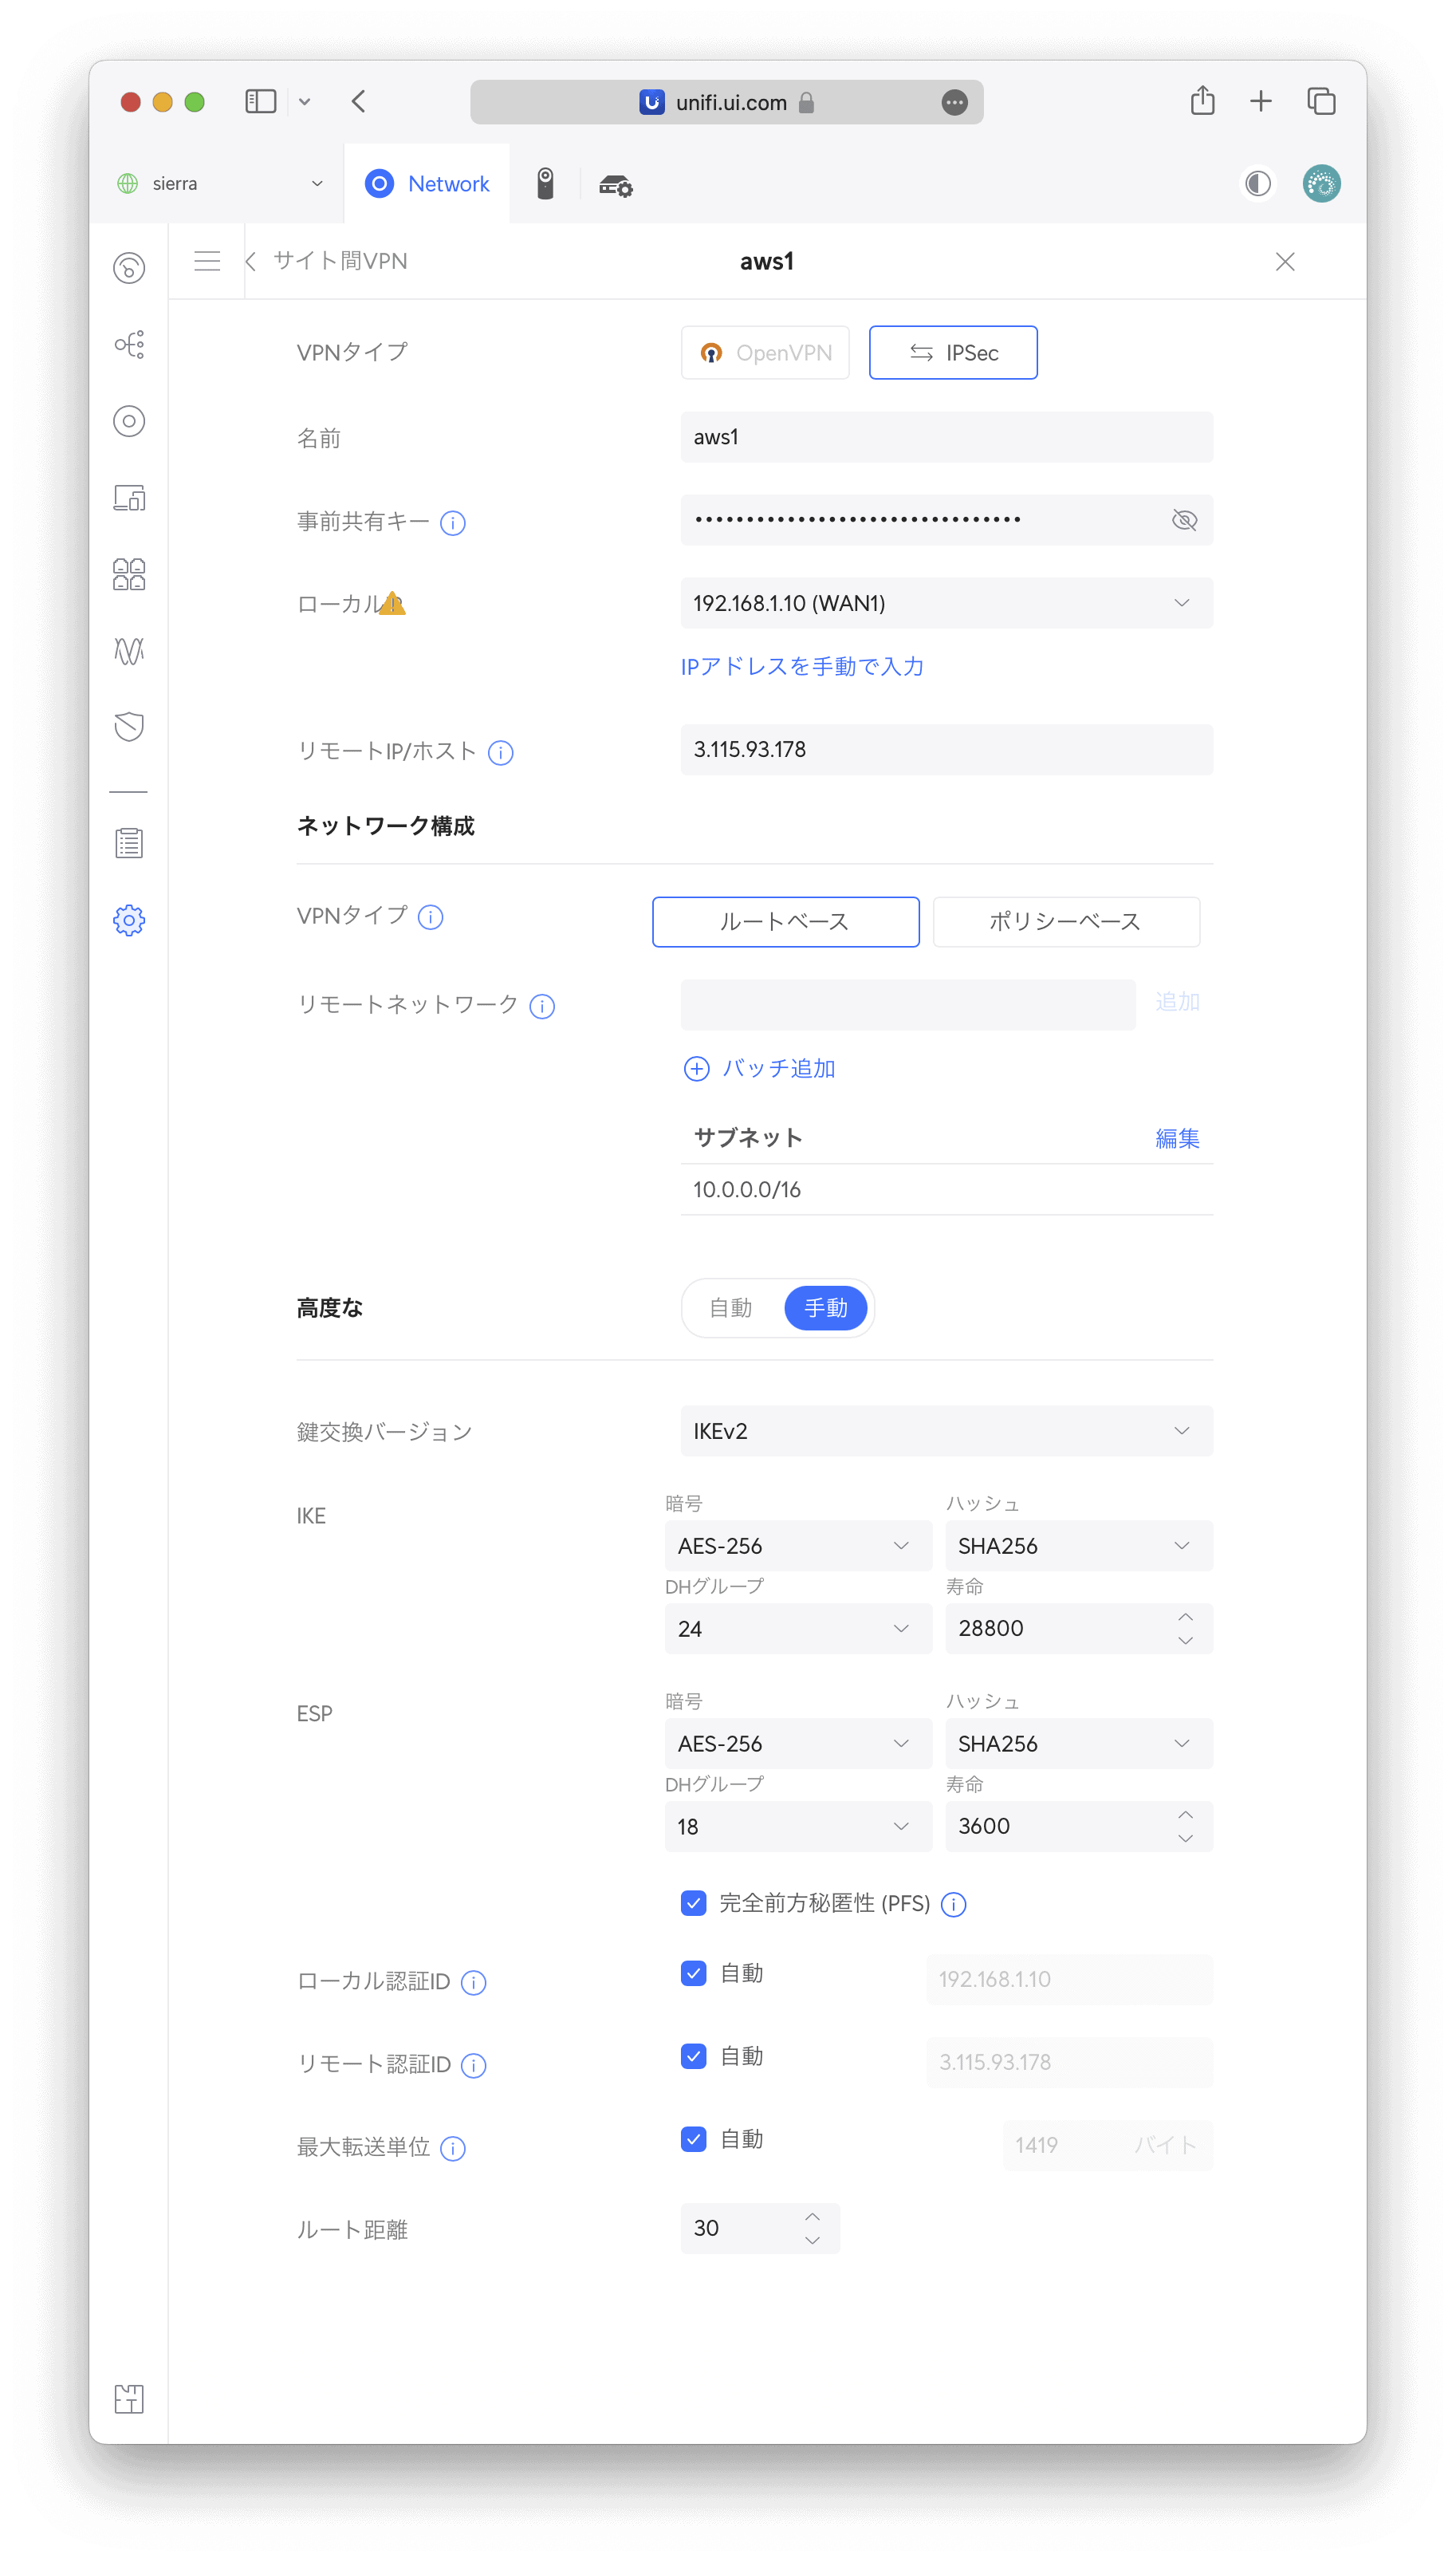 unifi.ui.com
sierra
Network
サイト間VPN
aws1
VPNタイプ
OpenVPN
IPSec
名前
aws1
事前共有キー
••••••••••••••••••••••••••••••••
ローカル
192.168.1.10 (WAN1)
IPアドレスを手動で入力
リモートIP/ホスト
3.115.93.178
ネットワーク構成
VPNタイプ
ルートベース
ポリシーベース
リモートネットワーク
追加
バッチ追加
サブネット
編集
10.0.0.0/16
高度な
自動
手動
鍵交換バージョン
IKEv2
IKE
暗号
ハッシュ
AES-256
SHA256
DHグループ
寿命
24
28800
ESP
暗号
ハッシュ
AES-256
SHA256
DHグループ
寿命
18
3600
完全前方秘匿性 (PFS)
ローカル認証ID
自動
192.168.1.10
リモート認証ID
自動
3.115.93.178
最大転送単位
自動
1419
バイト
ルート距離
30